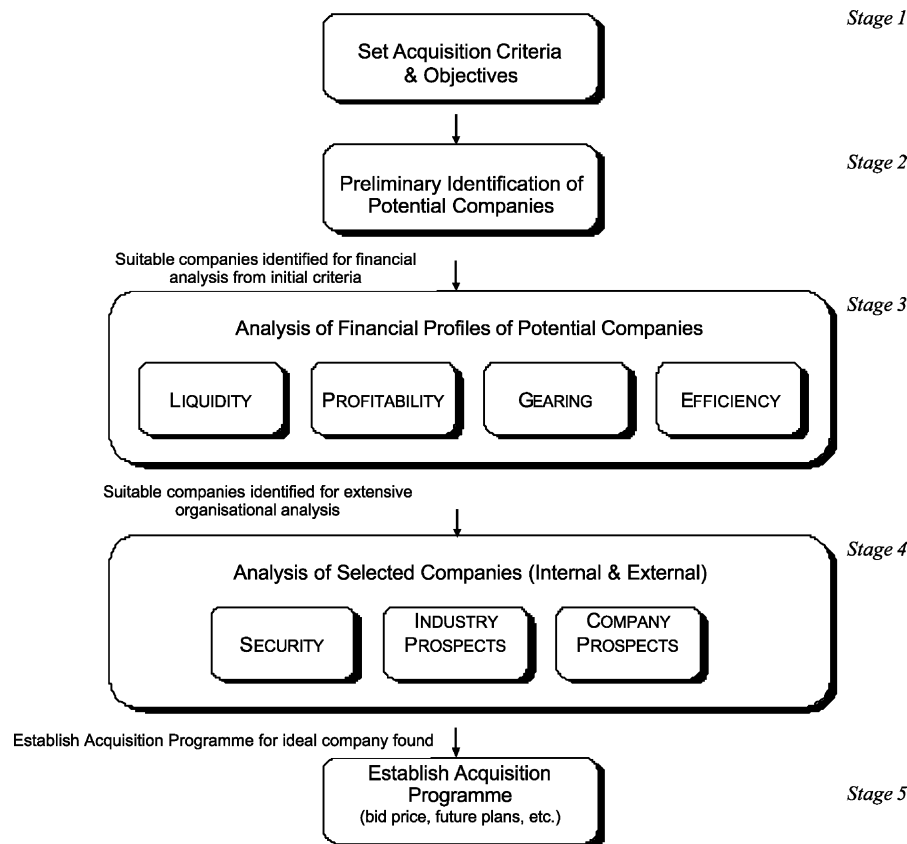 Stage 1
Set Acquisition Criteria
& Objectives
Stage 2
Preliminary Identification of
Potential Companies
Suitable companies identified for financial
analysis from initial criteria
Stage 3
Analysis of Financial Profiles of Potential Companies
LIQUIDITY
PROFITABILITY
GEARING
EFFICIENCY
Suitable companies identified for extensive
organisational analysis
Stage 4
Analysis of Selected Companies (Internal & External)
SECURITY
INDUSTRY
PROSPECTS
COMPANY
PROSPECTS
Establish Acquisition Programme for ideal company found
Establish Acquisition
Programme
(bid price, future plans, etc.)
Stage 5